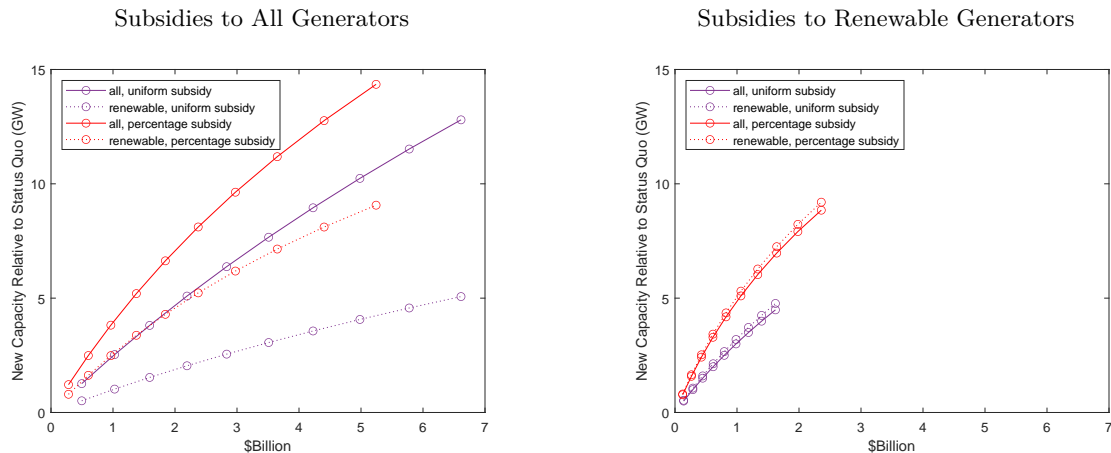 Subsidies to All Generators
15
10
5
0
New Capacity Relative to Status Quo (GW)
all, uniform subsidy
renewable, uniform subsidy
all, percentage subsidy
renewable, percentage subsidy
0 1 2 3 4 5 6 7
$Billion
Subsidies to Renewable Generators
15
10
5
0
New Capacity Relative to Status Quo (GW)
all, uniform subsidy
renewable, uniform subsidy
all, percentage subsidy
renewable, percentage subsidy
0 1 2 3 4 5 6 7
$Billion